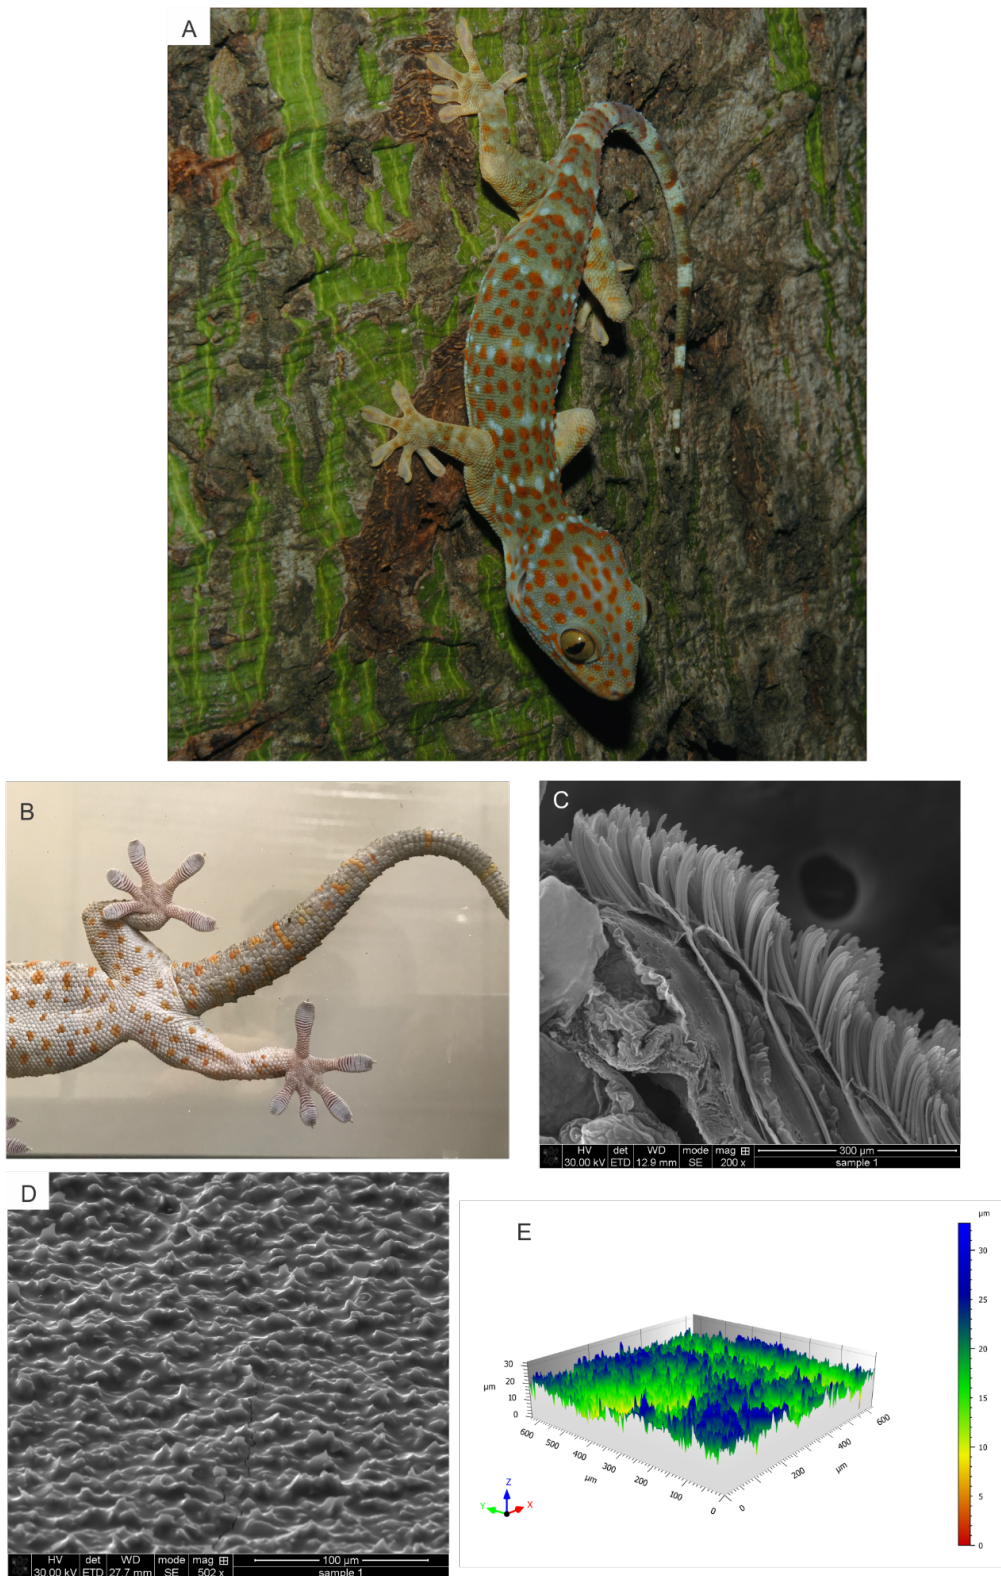 A
B
C
HV det WD mode mag ⊞ 300 µm
30.00 kV ETD 12.9 mm SE 200 x sample 1
D
HV det WD mode mag ⊞ 100 µm
30.00 kV ETD 27.7 mm SE 502 x sample 1
E
µm
30
25
20
15
10
5
0
µm
30
20
10
0
600
500
400
300
200
100
0
µm
0
200
400
600
µm
Z
Y
X